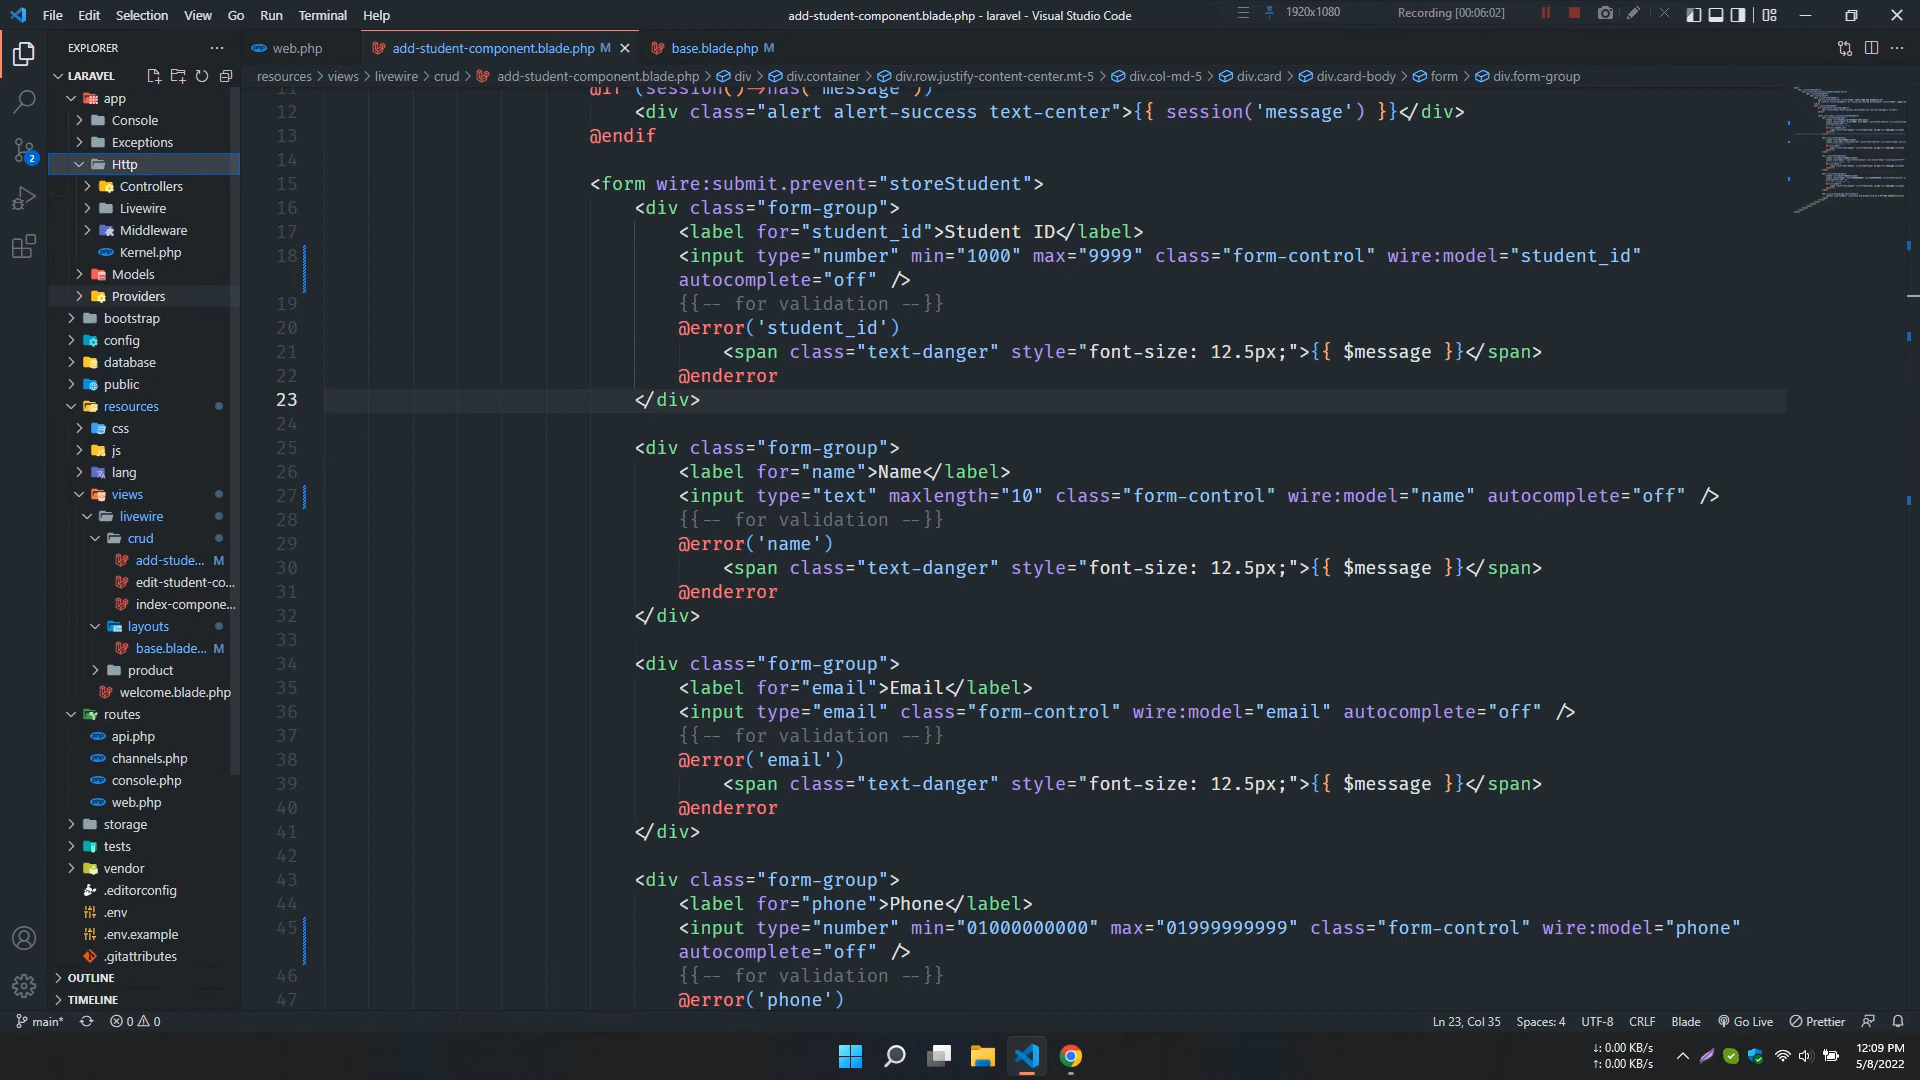 File Edit Selection View Go Run Terminal Help
add-student-component.blade.php - laravel - Visual Studio Code
1920x1080
Recording [00:06:02]
EXPLORER
web.php
add-student-component.blade.php M
base.blade.php M
LARAVEL
resources > views > livewire > crud > add-student-component.blade.php > div > div.container > div.row.justify-content-center.mt-5 > div.col-md-5 > div.card > div.card-body > form > div.form-group
app
Console
Exceptions
Http
Controllers
Livewire
Middleware
Kernel.php
Models
Providers
bootstrap
config
database
public
resources
css
js
lang
views
livewire
crud
add-stude... M
edit-student-co...
index-compone...
layouts
base.blade... M
product
welcome.blade.php
routes
api.php
channels.php
console.php
web.php
storage
tests
vendor
.editorconfig
.env
.env.example
.gitattributes
OUTLINE
TIMELINE
11 @if (session()->has('message'))
12 <div class="alert alert-success text-center">{{ session('message') }}</div>
13 @endif
14
15 <form wire:submit.prevent="storeStudent">
16 <div class="form-group">
17 <label for="student_id">Student ID</label>
18 <input type="number" min="1000" max="9999" class="form-control" wire:model="student_id"
autocomplete="off" />
19 {{-- for validation --}}
20 @error('student_id')
21 <span class="text-danger" style="font-size: 12.5px;">{{ $message }}</span>
22 @enderror
23 </div>
24
25 <div class="form-group">
26 <label for="name">Name</label>
27 <input type="text" maxlength="10" class="form-control" wire:model="name" autocomplete="off" />
28 {{-- for validation --}}
29 @error('name')
30 <span class="text-danger" style="font-size: 12.5px;">{{ $message }}</span>
31 @enderror
32 </div>
33
34 <div class="form-group">
35 <label for="email">Email</label>
36 <input type="email" class="form-control" wire:model="email" autocomplete="off" />
37 {{-- for validation --}}
38 @error('email')
39 <span class="text-danger" style="font-size: 12.5px;">{{ $message }}</span>
40 @enderror
41 </div>
42
43 <div class="form-group">
44 <label for="phone">Phone</label>
45 <input type="number" min="01000000000" max="01999999999" class="form-control" wire:model="phone"
autocomplete="off" />
46 {{-- for validation --}}
47 @error('phone')
2
main*
0 0
Ln 23, Col 35
Spaces: 4
UTF-8
CRLF
Blade
Go Live
Prettier
↓: 0.00 KB/s
↑: 0.00 KB/s
12:09 PM
5/8/2022